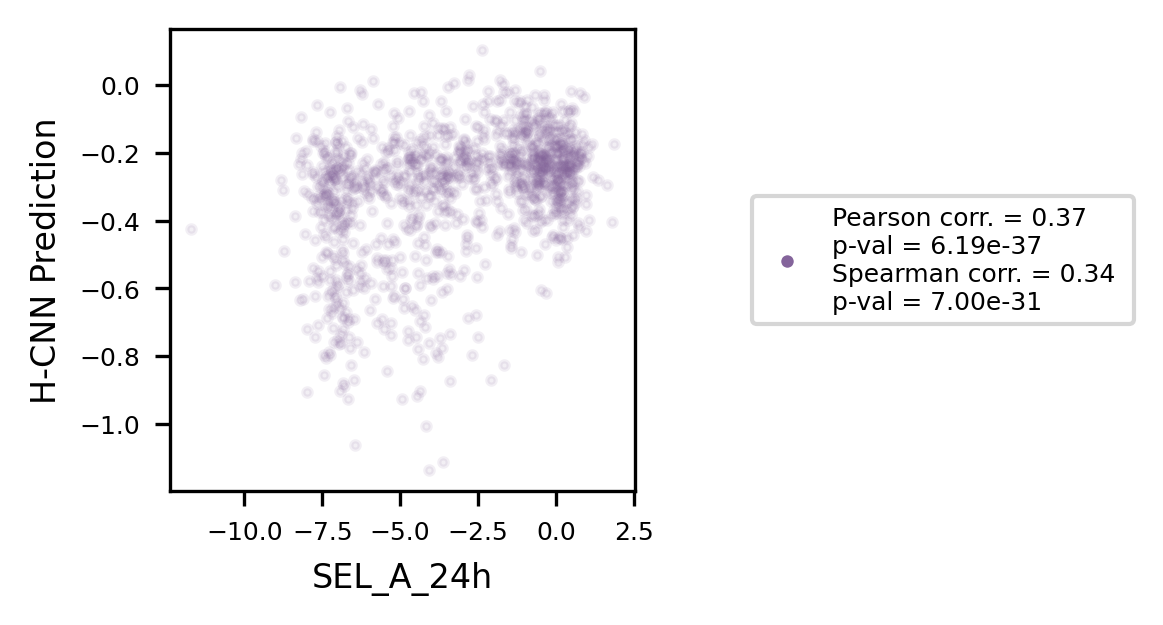 H-CNN Prediction
0.0
−0.2
−0.4
−0.6
−0.8
−1.0
−10.0 −7.5 −5.0 −2.5 0.0 2.5
SEL_A_24h
Pearson corr. = 0.37
p-val = 6.19e-37
Spearman corr. = 0.34
p-val = 7.00e-31